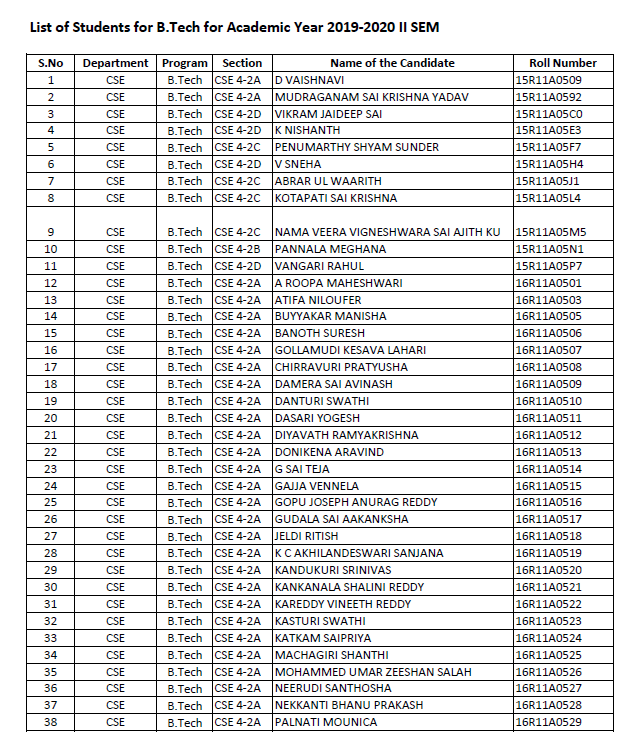 List of Students for B.Tech for Academic Year 2019-2020 II SEM
S.No Department Program Section Name of the Candidate Roll Number
1 CSE B.Tech CSE 4-2A D VAISHNAVI 15R11A0509
2 CSE B.Tech CSE 4-2A MUDRAGANAM SAI KRISHNA YADAV 15R11A0592
3 CSE B.Tech CSE 4-2D VIKRAM JAIDEEP SAI 15R11A05C0
4 CSE B.Tech CSE 4-2D K NISHANTH 15R11A05E3
5 CSE B.Tech CSE 4-2C PENUMARTHY SHYAM SUNDER 15R11A05F7
6 CSE B.Tech CSE 4-2D V SNEHA 15R11A05H4
7 CSE B.Tech CSE 4-2C ABRAR UL WAARITH 15R11A05J1
8 CSE B.Tech CSE 4-2C KOTAPATI SAI KRISHNA 15R11A05L4
9 CSE B.Tech CSE 4-2C NAMA VEERA VIGNESHWARA SAI AJITH KU 15R11A05M5
10 CSE B.Tech CSE 4-2B PANNALA MEGHANA 15R11A05N1
11 CSE B.Tech CSE 4-2D VANGARI RAHUL 15R11A05P7
12 CSE B.Tech CSE 4-2A A ROOPA MAHESHWARI 16R11A0501
13 CSE B.Tech CSE 4-2A ATIFA NILOUFER 16R11A0503
14 CSE B.Tech CSE 4-2A BUYYAKAR MANISHA 16R11A0505
15 CSE B.Tech CSE 4-2A BANOTH SURESH 16R11A0506
16 CSE B.Tech CSE 4-2A GOLLAMUDI KESAVA LAHARI 16R11A0507
17 CSE B.Tech CSE 4-2A CHIRRAVURI PRATYUSHA 16R11A0508
18 CSE B.Tech CSE 4-2A DAMERA SAI AVINASH 16R11A0509
19 CSE B.Tech CSE 4-2A DANTURI SWATHI 16R11A0510
20 CSE B.Tech CSE 4-2A DASARI YOGESH 16R11A0511
21 CSE B.Tech CSE 4-2A DIYAVATH RAMYAKRISHNA 16R11A0512
22 CSE B.Tech CSE 4-2A DONIKENA ARAVIND 16R11A0513
23 CSE B.Tech CSE 4-2A G SAI TEJA 16R11A0514
24 CSE B.Tech CSE 4-2A GAJJA VENNELA 16R11A0515
25 CSE B.Tech CSE 4-2A GOPU JOSEPH ANURAG REDDY 16R11A0516
26 CSE B.Tech CSE 4-2A GUDALA SAI AAKANKSHA 16R11A0517
27 CSE B.Tech CSE 4-2A JELDI RITISH 16R11A0518
28 CSE B.Tech CSE 4-2A K C AKHILANDESWARI SANJANA 16R11A0519
29 CSE B.Tech CSE 4-2A KANDUKURI SRINIVAS 16R11A0520
30 CSE B.Tech CSE 4-2A KANKANALA SHALINI REDDY 16R11A0521
31 CSE B.Tech CSE 4-2A KAREDDY VINEETH REDDY 16R11A0522
32 CSE B.Tech CSE 4-2A KASTURI SWATHI 16R11A0523
33 CSE B.Tech CSE 4-2A KATKAM SAIPRIYA 16R11A0524
34 CSE B.Tech CSE 4-2A MACHAGIRI SHANTHI 16R11A0525
35 CSE B.Tech CSE 4-2A MOHAMMED UMAR ZEESHAN SALAH 16R11A0526
36 CSE B.Tech CSE 4-2A NEERUDI SANTHOSHA 16R11A0527
37 CSE B.Tech CSE 4-2A NEKKANTI BHANU PRAKASH 16R11A0528
38 CSE B.Tech CSE 4-2A PALNATI MOUNICA 16R11A0529